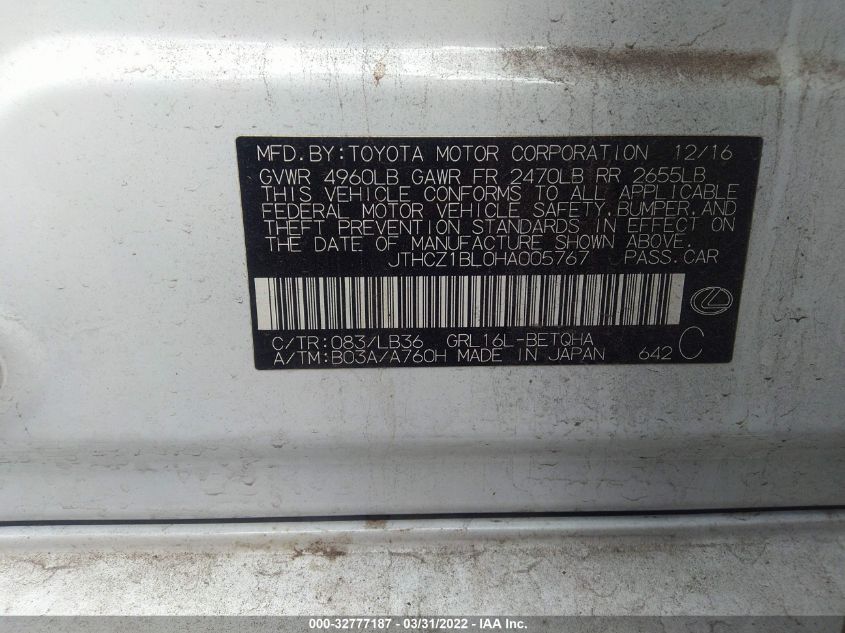 MFD.BY:TOYOTA MOTOR CORPORATION 12/16
GVWR 4960LB GAWR FR 2470LB RR 2655LB
THIS VEHICLE CONFORMS TO ALL APPLICABLE
FEDERAL MOTOR VEHICLE SAFETY,BUMPER,AND
THEFT PREVENTION STANDARDS IN EFFECT ON
THE DATE OF MANUFACTURE SHOWN ABOVE.
JTHCZ1BL0HA005767 PASS.CAR
C/TR:083/LB36 GRL16L-BETQHA
A/TM:B03A/A760H MADE IN JAPAN 642 C
000-32777187 - 03/31/2022 - IAA Inc.